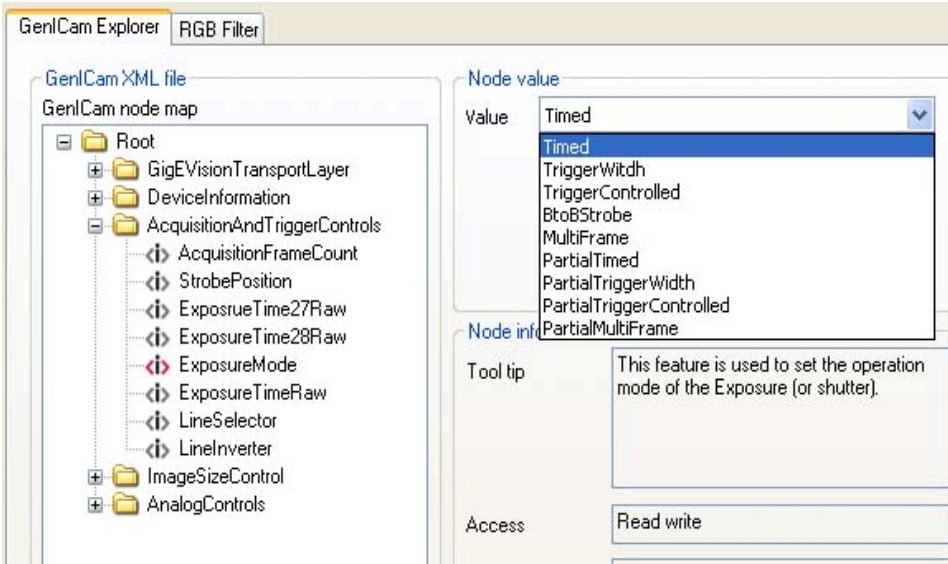 GenICam Explorer
RGB Filter
GenICam XML file
GenICam node map
Root
GigEVisionTransportLayer
DeviceInformation
AcquisitionAndTriggerControls
AcquisitionFrameCount
StrobePosition
ExposrueTime27Raw
ExposrueTime28Raw
ExposureMode
ExposureTimeRaw
LineSelector
LineInverter
ImageSizeControl
AnalogControls
Node value
Value
Timed
Timed
TriggerWitdh
TriggerControlled
BtoBStrobe
MultiFrame
PartialTimed
PartialTriggerWidth
PartialTriggerControlled
PartialMultiFrame
Node
Tool tip
This feature is used to set the operation
mode of the Exposure (or shutter).
Access
Read write